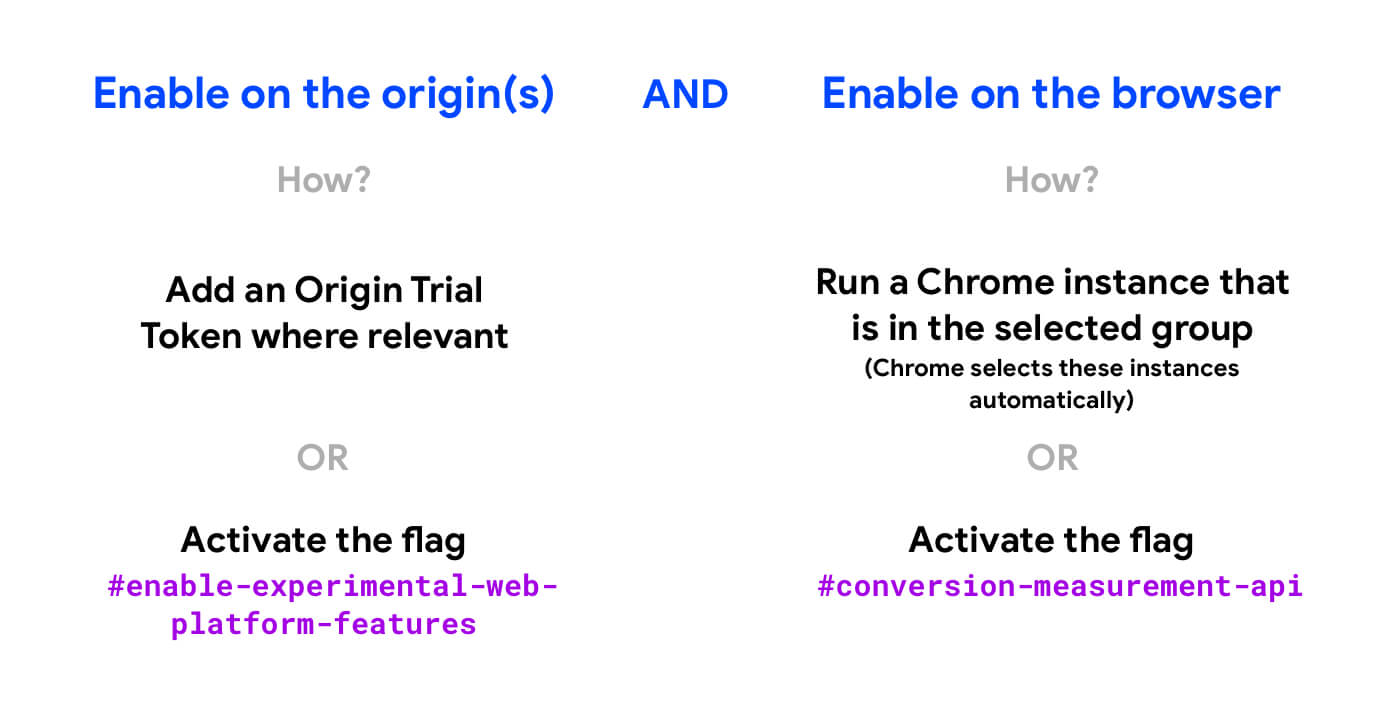 Enable on the origin(s)
AND
Enable on the browser
How?
How?
Add an Origin Trial
Token where relevant
Run a Chrome instance that
is in the selected group
(Chrome selects these instances
automatically)
OR
OR
Activate the flag
#enable-experimental-web-
platform-features
Activate the flag
#conversion-measurement-api